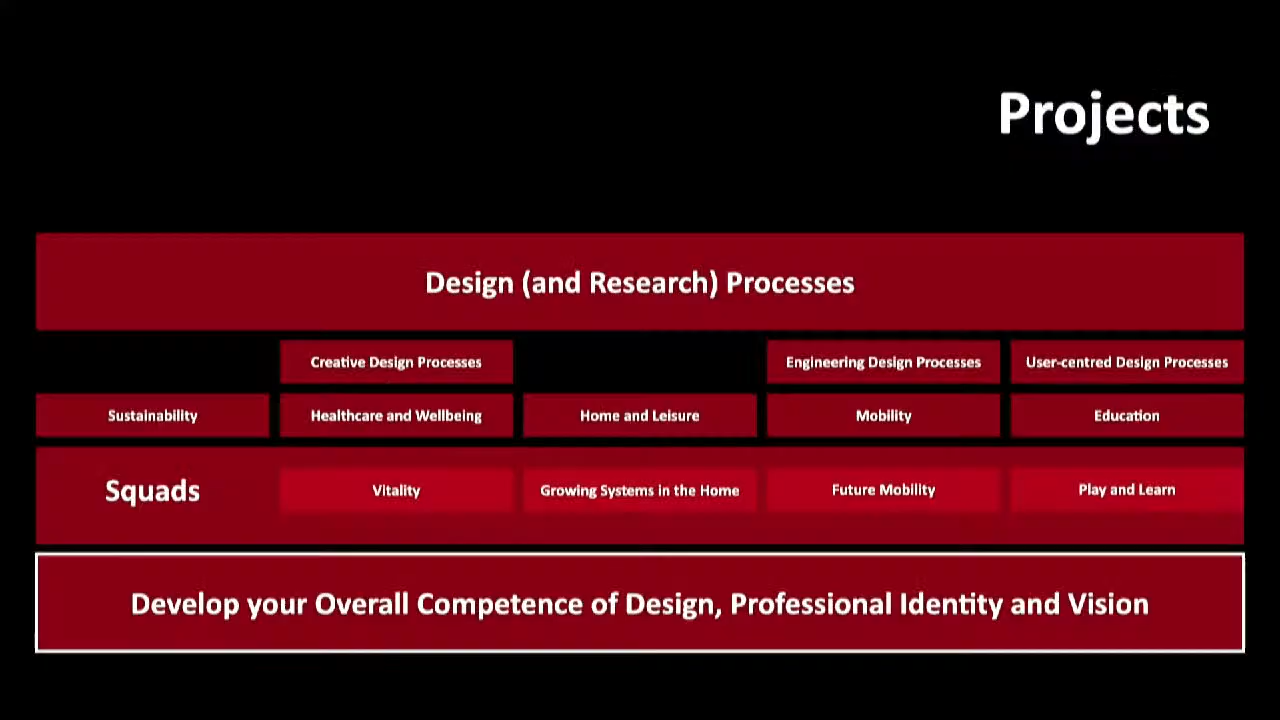 Projects
Design (and Research) Processes
Creative Design Processes
Engineering Design Processes
User-centred Design Processes
Sustainability
Healthcare and Wellbeing
Home and Leisure
Mobility
Education
Squads
Vitality
Growing Systems in the Home
Future Mobility
Play and Learn
Develop your Overall Competence of Design, Professional Identity and Vision